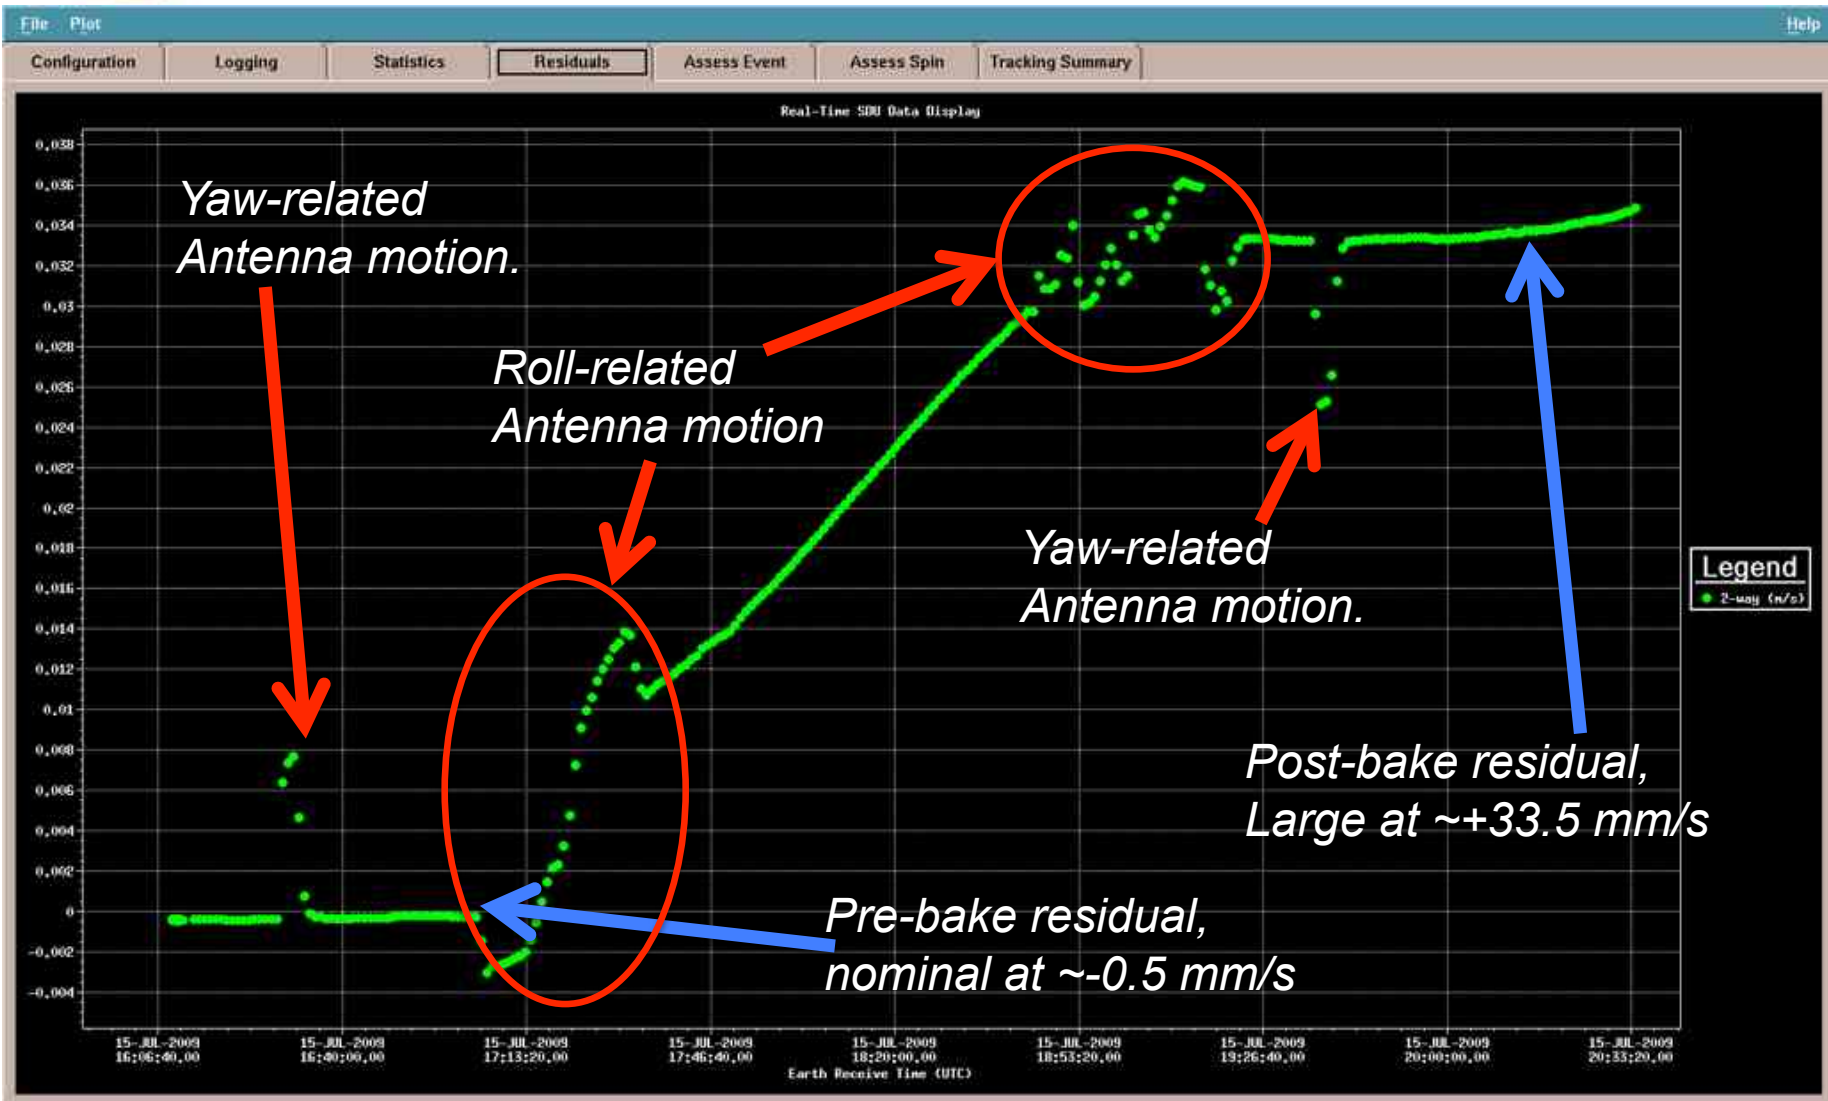 File Plot Help
Configuration Logging Statistics Residuals Assess Event Assess Spin Tracking Summary
Real-Time SDU Data Display
0.038
0.036
0.034
0.032
0.03
0.028
0.026
0.024
0.022
0.02
0.018
0.016
0.014
0.012
0.01
0.008
0.006
0.004
0.002
0
-0.002
-0.004
Yaw-related
Antenna motion.
Roll-related
Antenna motion
Yaw-related
Antenna motion.
Post-bake residual,
Large at ~+33.5 mm/s
Pre-bake residual,
nominal at ~-0.5 mm/s
Legend
2-way (m/s)
15-JUL-2009 15-JUL-2009 15-JUL-2009 15-JUL-2009 15-JUL-2009 15-JUL-2009 15-JUL-2009 15-JUL-2009 15-JUL-2009
16:06:40.00 16:40:00.00 17:13:20.00 17:46:40.00 18:20:00.00 18:53:20.00 19:26:40.00 20:00:00.00 20:33:20.00
Earth Receive Time (UTC)